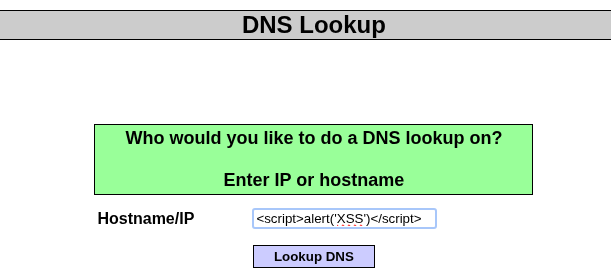 DNS Lookup
Who would you like to do a DNS lookup on?
Enter IP or hostname
Hostname/IP <script>alert('XSS')</script>
Lookup DNS